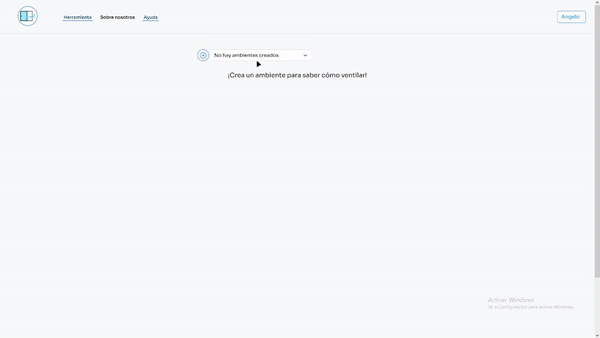 Herramienta Sobre nosotros Ayuda Angelo
No hay ambientes creados
¡Crea un ambiente para saber cómo ventilar!
Activar Windows
Ve a Configuración para activar Windows.